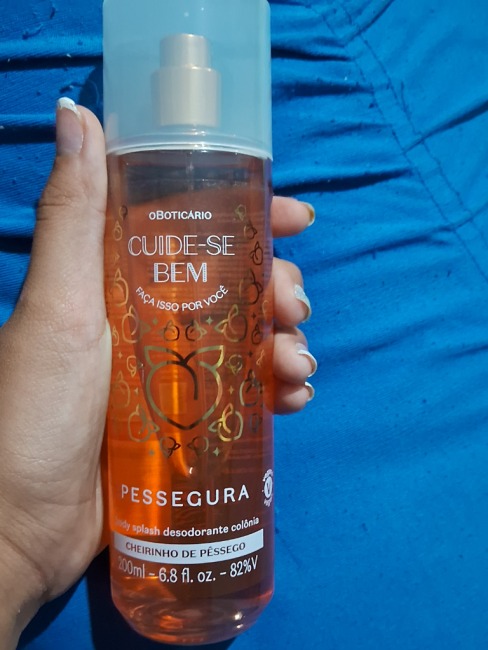 oBOTICÁRIO
CUIDE-SE
BEM
FAÇA ISSO POR VOCÊ
PESSEGURA
body splash desodorante colônia
CHEIRINHO DE PÊSSEGO
200ml – 6.8 fl. oz. – 82%V